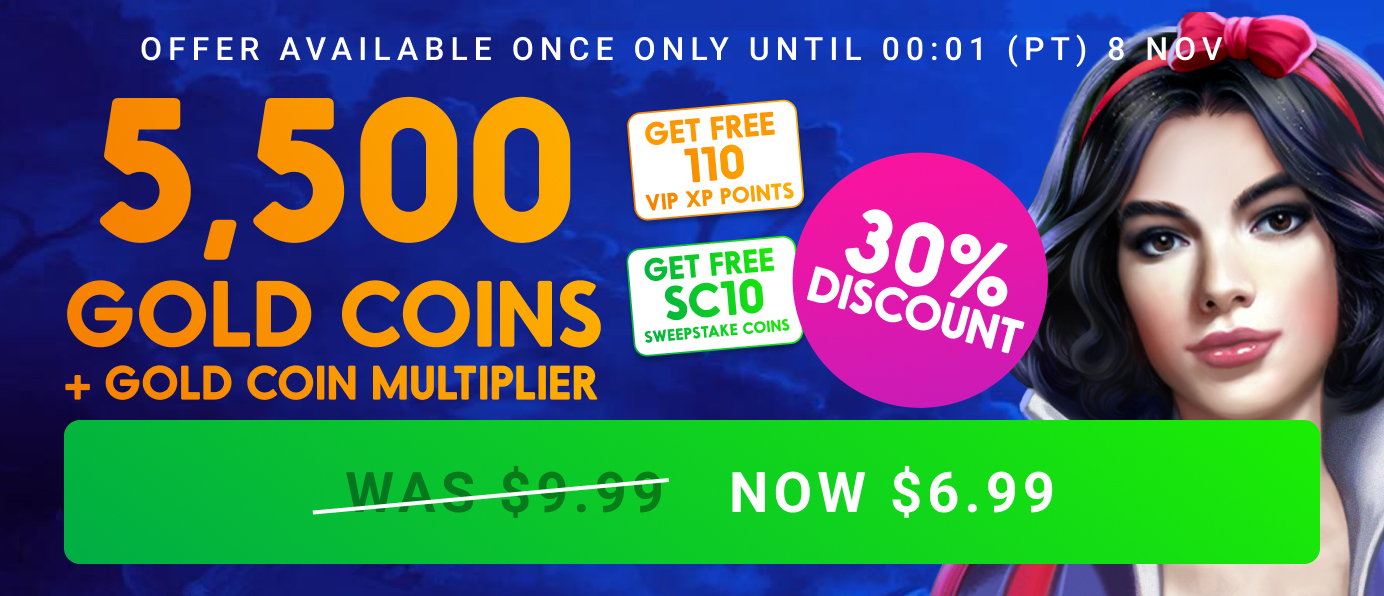 OFFER AVAILABLE ONCE ONLY UNTIL 00:01 (PT) 8 NOV
5,500
GOLD COINS
+ GOLD COIN MULTIPLIER
GET FREE
110
VIP XP POINTS
GET FREE
SC10
SWEEPSTAKE COINS
30%
DISCOUNT
WAS $9.99 NOW $6.99